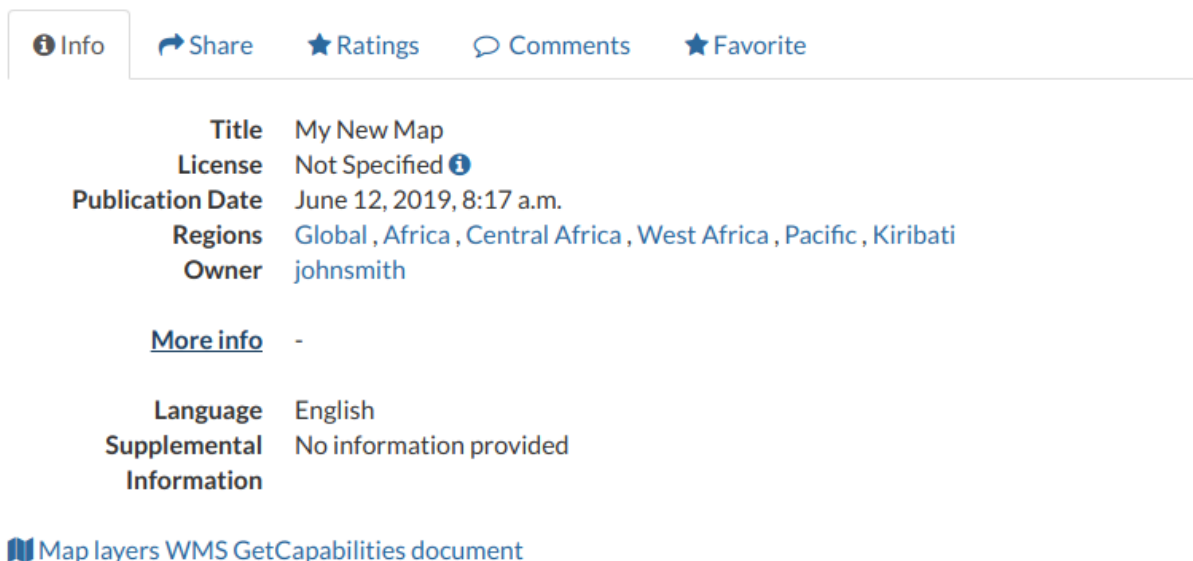 Info Share Ratings Comments Favorite
Title My New Map
License Not Specified
Publication Date June 12, 2019, 8:17 a.m.
Regions Global , Africa , Central Africa , West Africa , Pacific , Kiribati
Owner johnsmith
More info -
Language English
Supplemental No information provided
Information
Map layers WMS GetCapabilities document